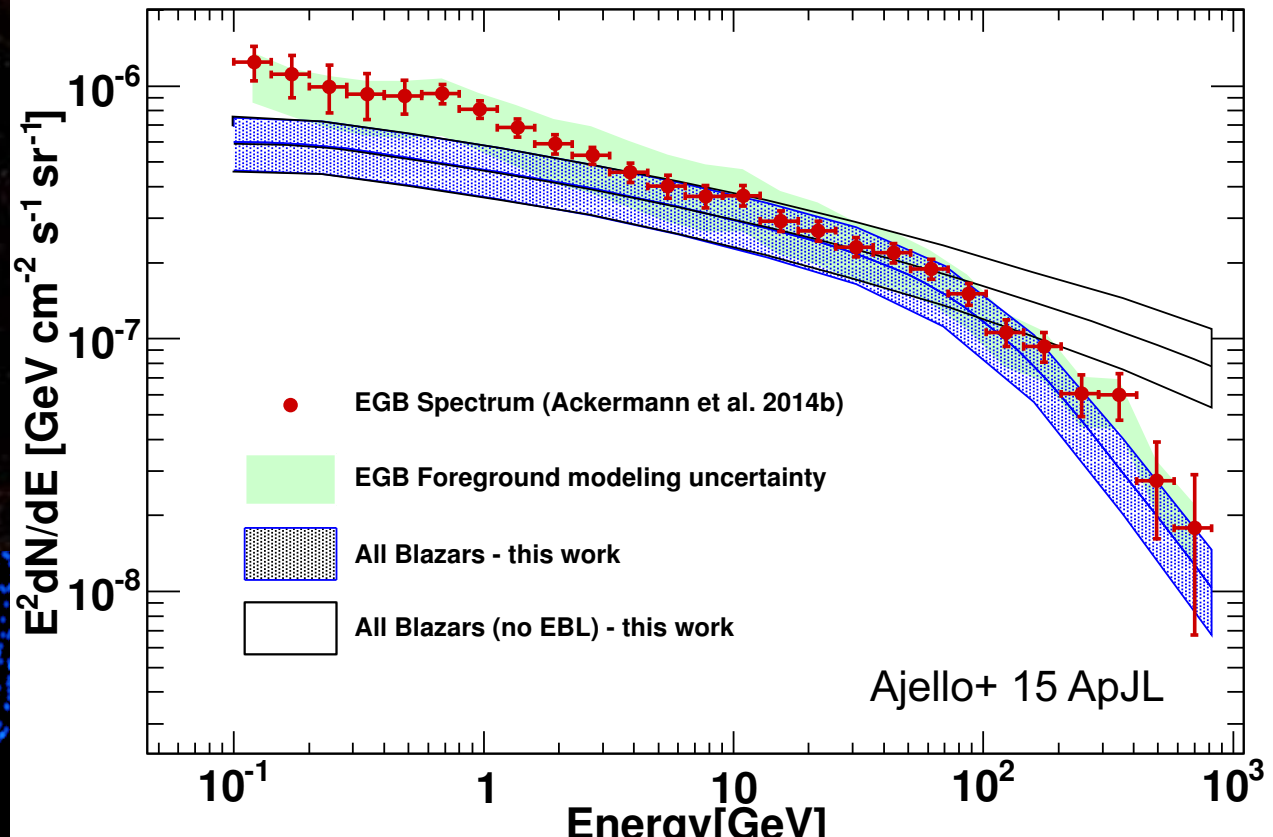 E²dN/dE [GeV cm⁻² s⁻¹ sr⁻¹]
10⁻⁶
10⁻⁷
10⁻⁸
EGB Spectrum (Ackermann et al. 2014b)
EGB Foreground modeling uncertainty
All Blazars - this work
All Blazars (no EBL) - this work
Ajello+ 15 ApJL
10⁻¹ 1 10 10² 10³
Energy[GeV]